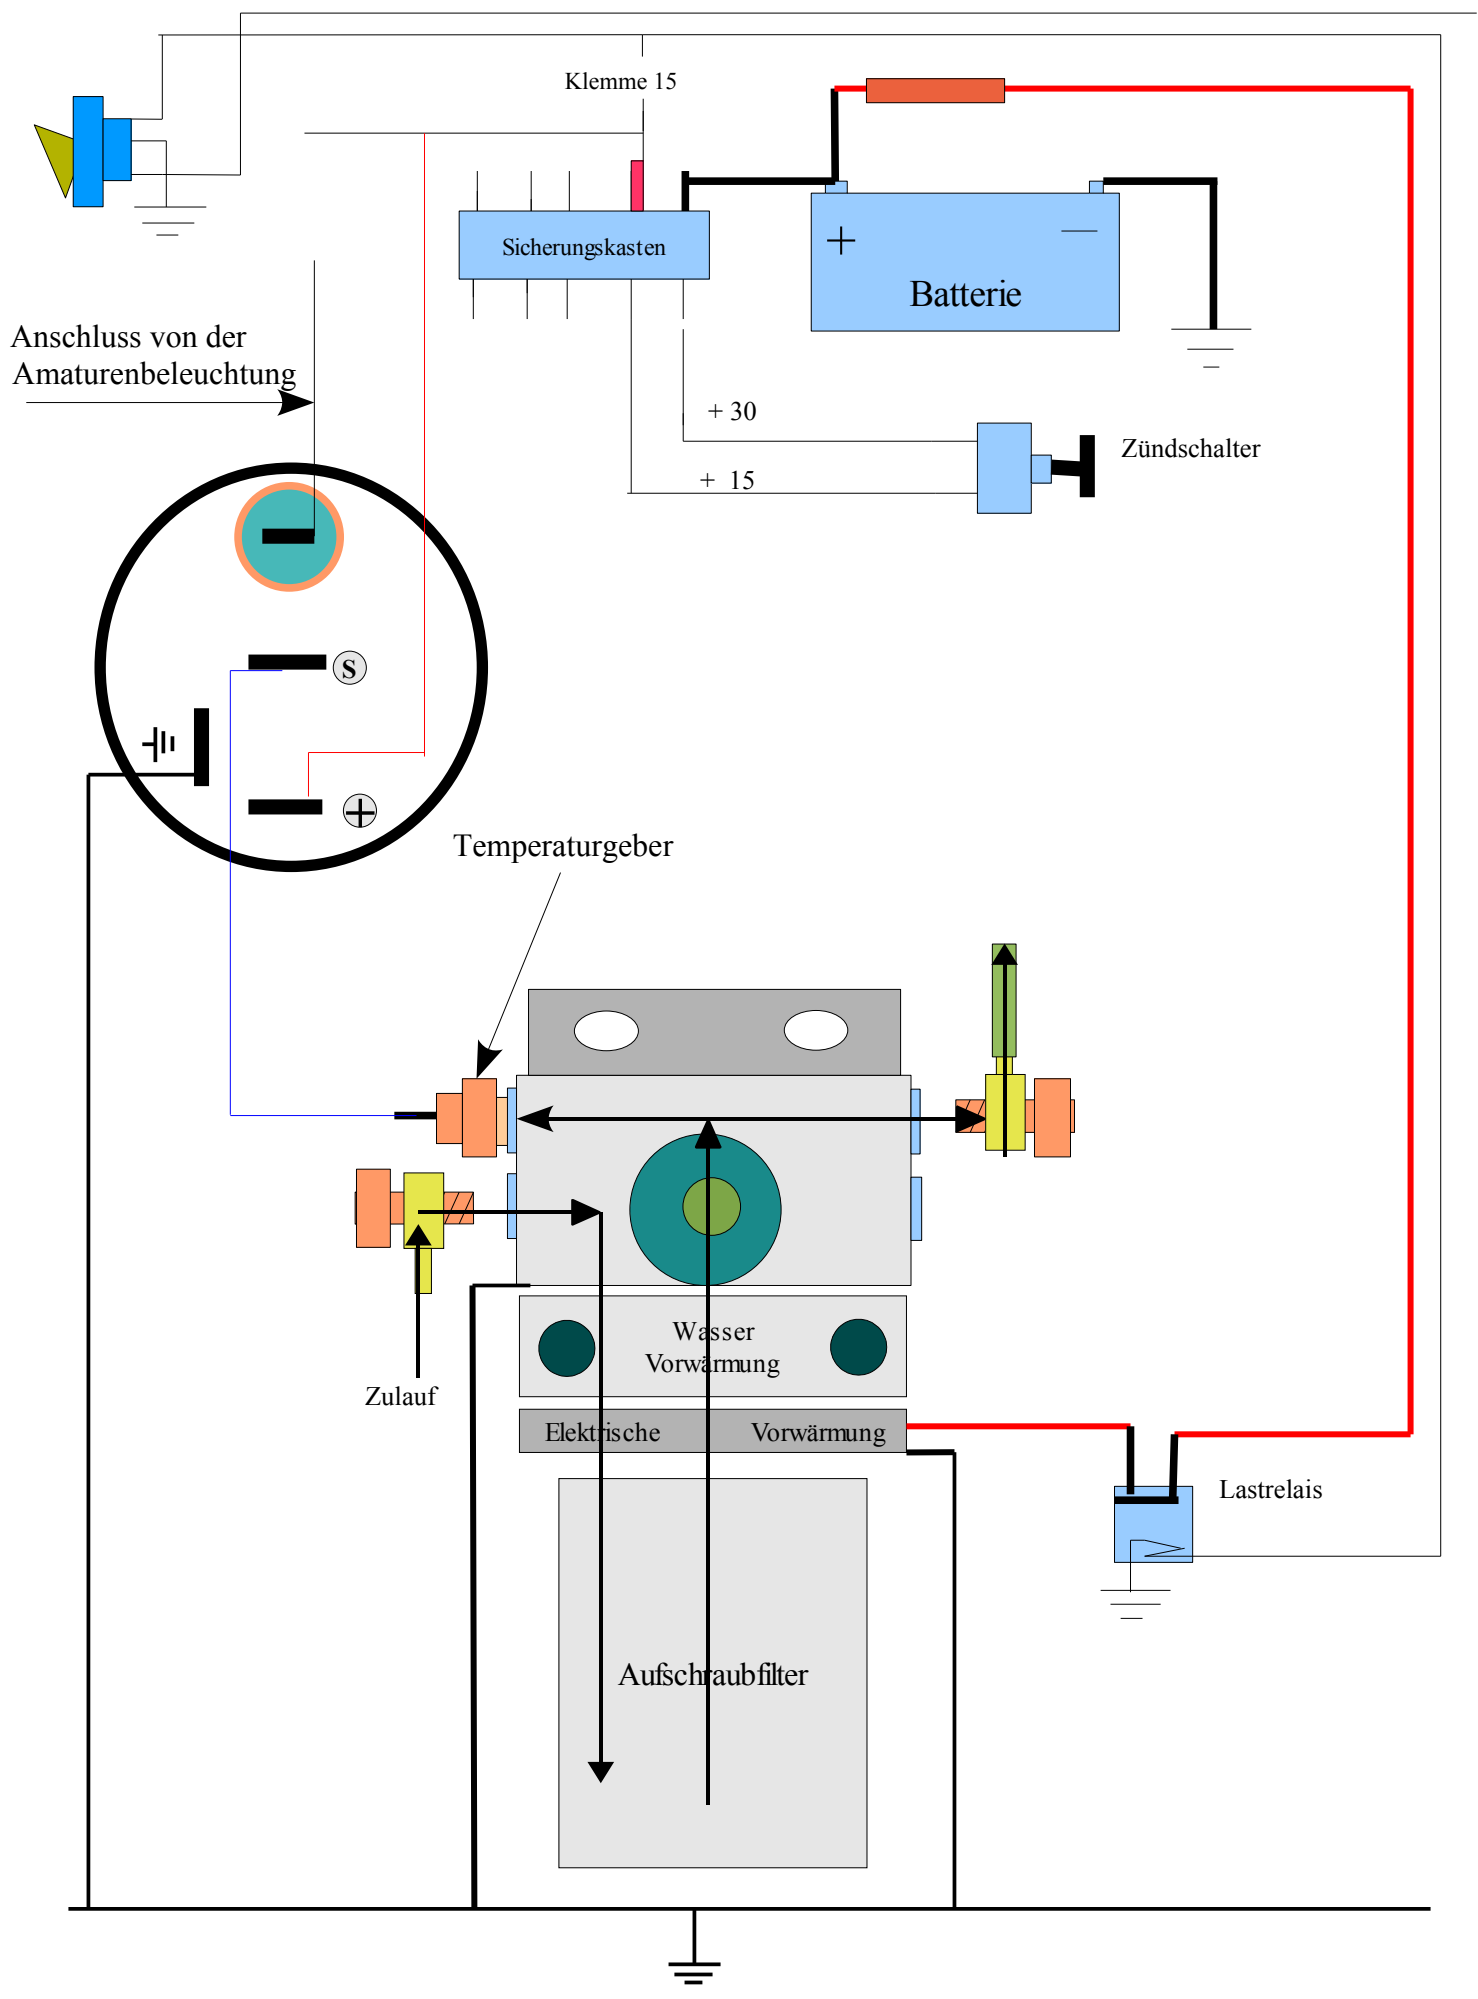 Klemme 15
Sicherungskasten
+
—
Batterie
Anschluss von der
Amaturenbeleuchtung
+ 30
+ 15
Zündschalter
S
+
Temperaturgeber
Wasser
Vorwärmung
Zulauf
Elektrische Vorwärmung
Lastrelais
Aufschraubfilter